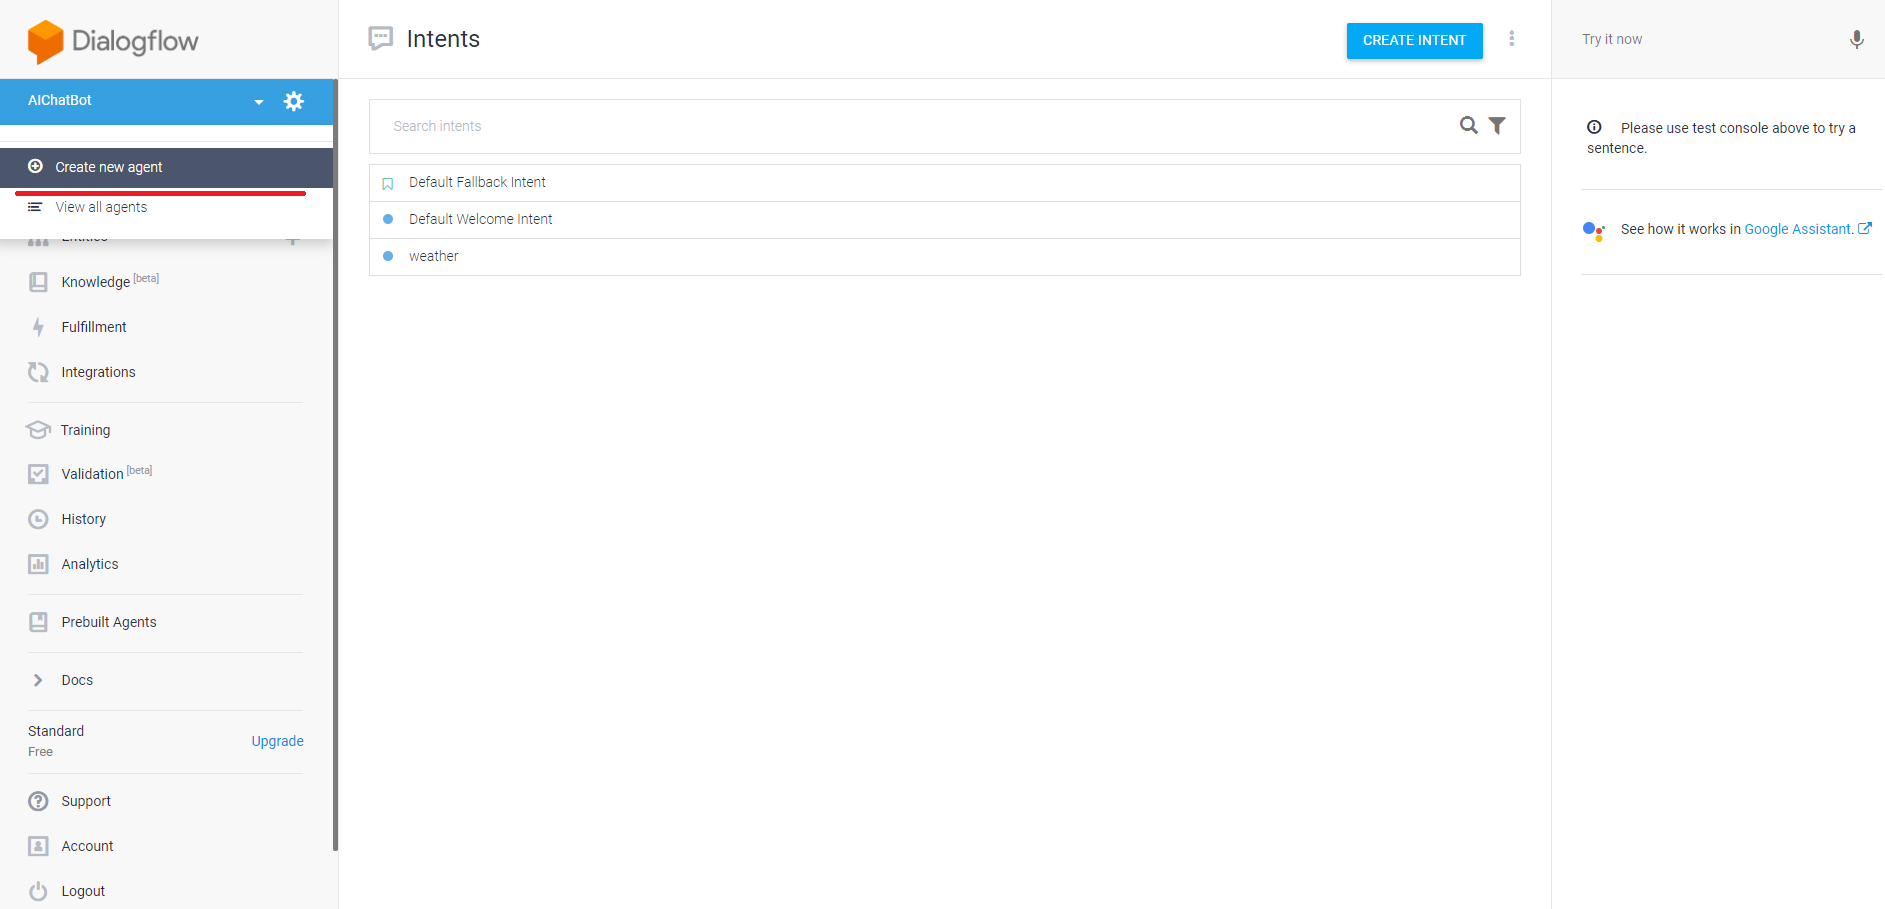 Dialogflow
AIChatBot
Create new agent
View all agents
Entities
Knowledge [beta]
Fulfillment
Integrations
Training
Validation [beta]
History
Analytics
Prebuilt Agents
Docs
Standard
Free
Upgrade
Support
Account
Logout
Intents
CREATE INTENT
Search intents
Default Fallback Intent
Default Welcome Intent
weather
Try it now
Please use test console above to try a
sentence.
See how it works in Google Assistant.